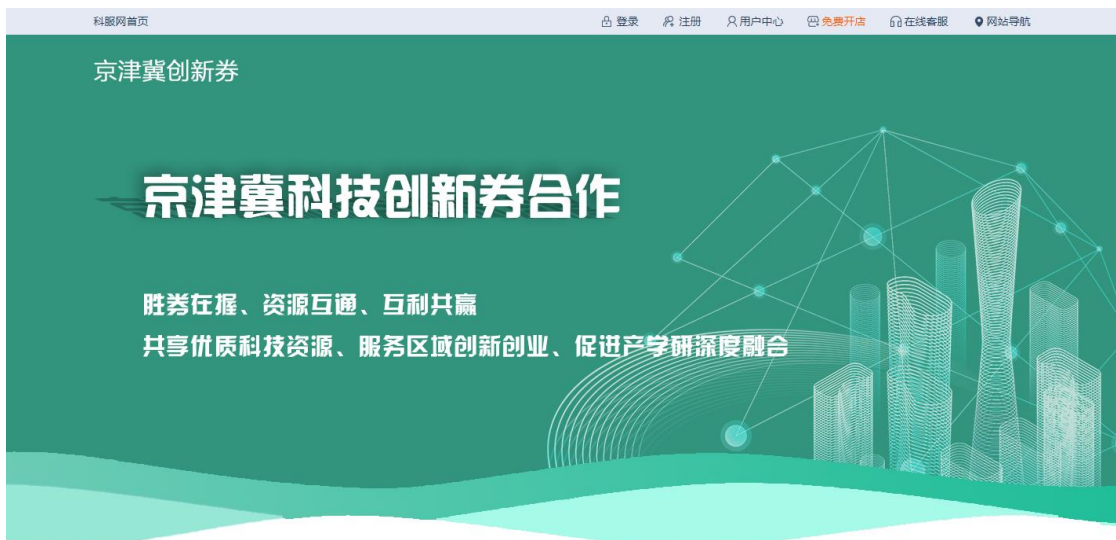 科服网首页 登录 注册 用户中心 免费开店 在线客服 网站导航
京津冀创新券
京津冀科技创新券合作
胜券在握、资源互通、互利共赢
共享优质科技资源、服务区域创新创业、促进产学研深度融合